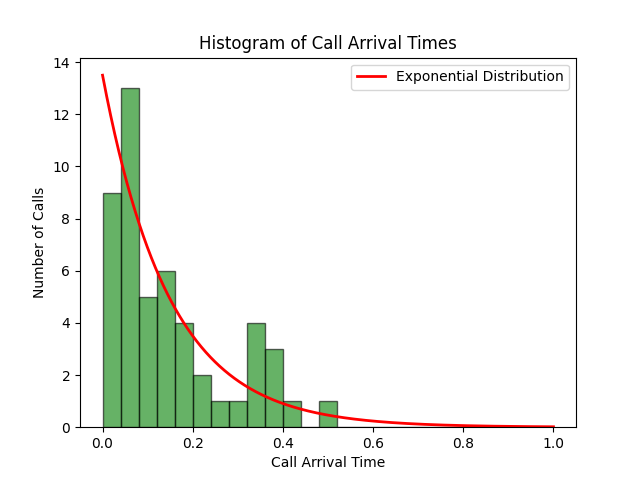 Histogram of Call Arrival Times
Exponential Distribution
Number of Calls
14
12
10
8
6
4
2
0
0.0 0.2 0.4 0.6 0.8 1.0
Call Arrival Time